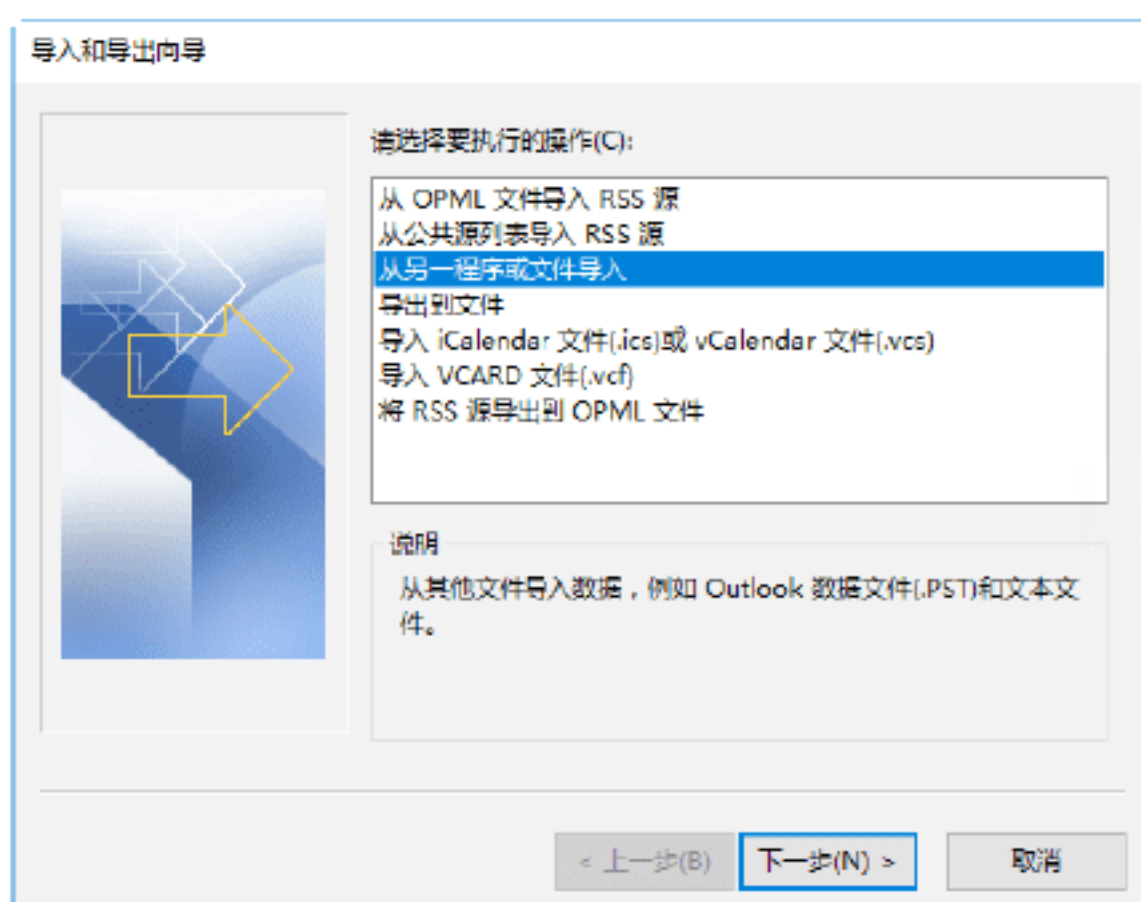 导入和导出向导
请选择要执行的操作(C):
从 OPML 文件导入 RSS 源
从公共源列表导入 RSS 源
从另一程序或文件导入
导出到文件
导入 iCalendar 文件(.ics)或 vCalendar 文件(.vcs)
导入 VCARD 文件(.vcf)
将 RSS 源导出到 OPML 文件
说明
从其他文件导入数据，例如 Outlook 数据文件(.PST)和文本文
件。
< 上一步(B)
下一步(N) >
取消